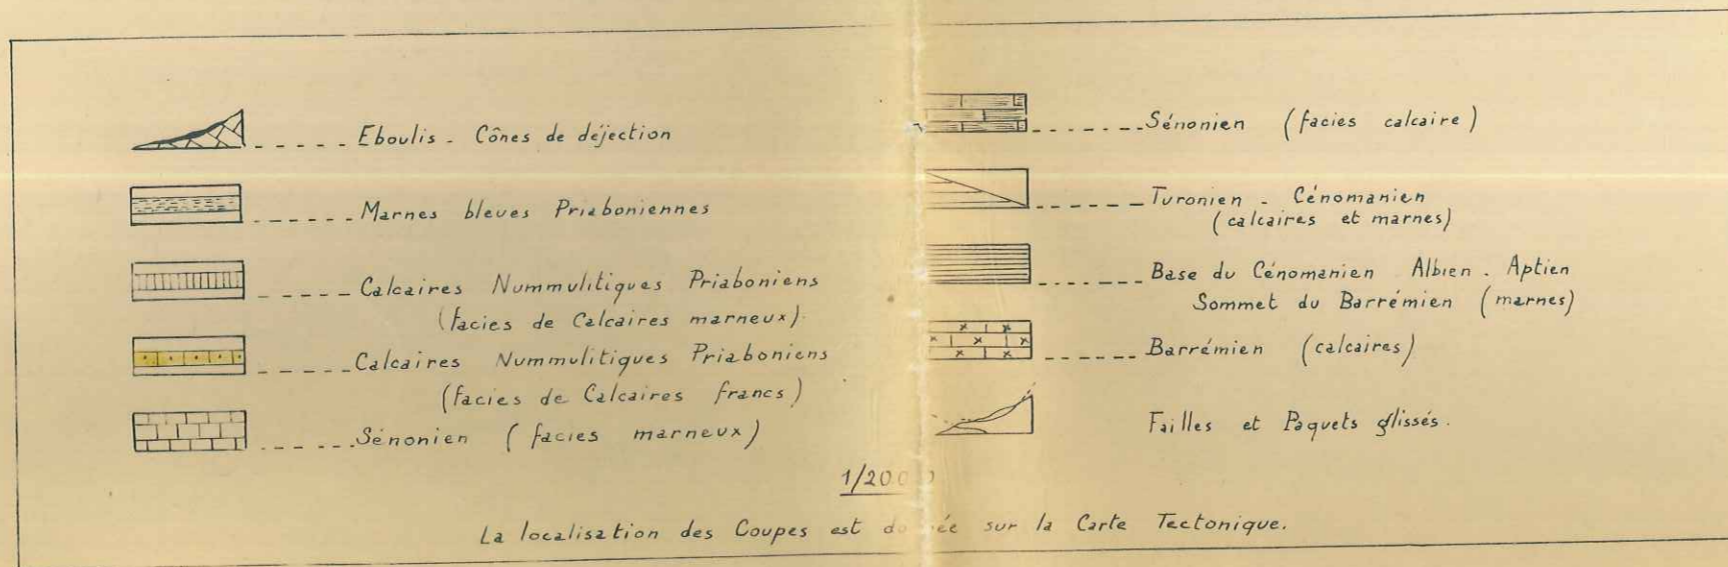 Eboulis - Cônes de déjection
Marnes bleues Priaboniennes
Calcaires Nummulitiques Priaboniens
(facies de Calcaires marneux).
Calcaires Nummulitiques Priaboniens
(facies de Calcaires francs)
Sénonien (facies marneux)
Sénonien (facies calcaire)
Turonien - Cénomanien
(calcaires et marnes)
Base du Cénomanien Albien. Aptien
Sommet du Barrémien (marnes)
Barrémien (calcaires)
Failles et Paquets glissés.
La localisation des Coupes est sur la Carte Tectonique.